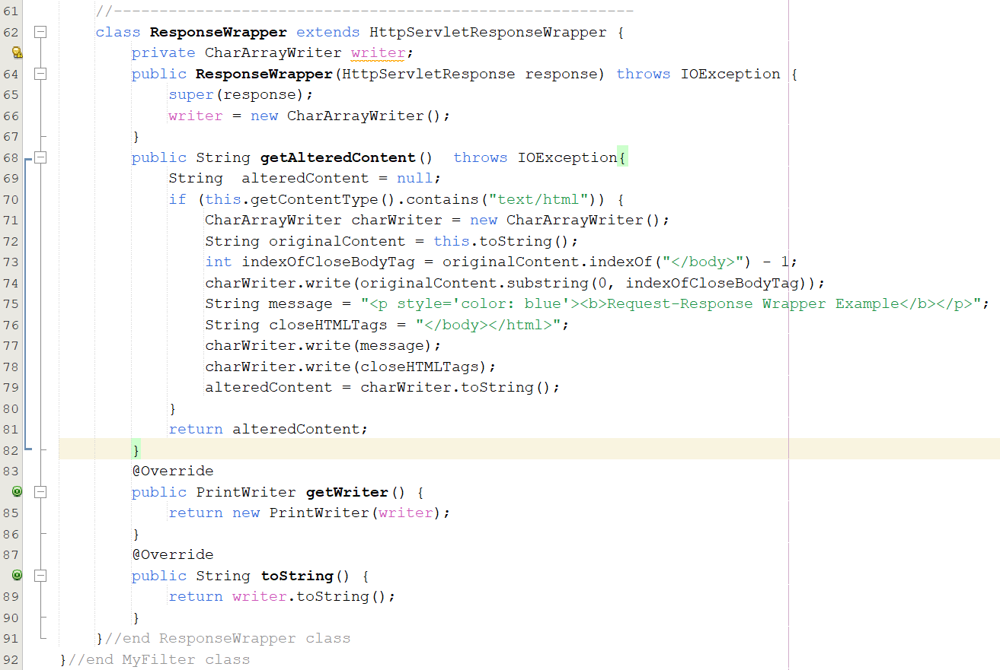 61 //---------------------------------------------------------
62 class ResponseWrapper extends HttpServletResponseWrapper {
private CharArrayWriter writer;
64 public ResponseWrapper(HttpServletResponse response) throws IOException {
65 super(response);
66 writer = new CharArrayWriter();
67 }
68 public String getAlteredContent()  throws IOException{
69 String  alteredContent = null;
70 if (this.getContentType().contains("text/html")) {
71 CharArrayWriter charWriter = new CharArrayWriter();
72 String originalContent = this.toString();
73 int indexOfCloseBodyTag = originalContent.indexOf("</body>") - 1;
74 charWriter.write(originalContent.substring(0, indexOfCloseBodyTag));
75 String message = "<p style='color: blue'><b>Request-Response Wrapper Example</b></p>";
76 String closeHTMLTags = "</body></html>";
77 charWriter.write(message);
78 charWriter.write(closeHTMLTags);
79 alteredContent = charWriter.toString();
80 }
81 return alteredContent;
82 }
83 @Override
public PrintWriter getWriter() {
85 return new PrintWriter(writer);
86 }
87 @Override
public String toString() {
89 return writer.toString();
90 }
91 }//end ResponseWrapper class
92 }//end MyFilter class